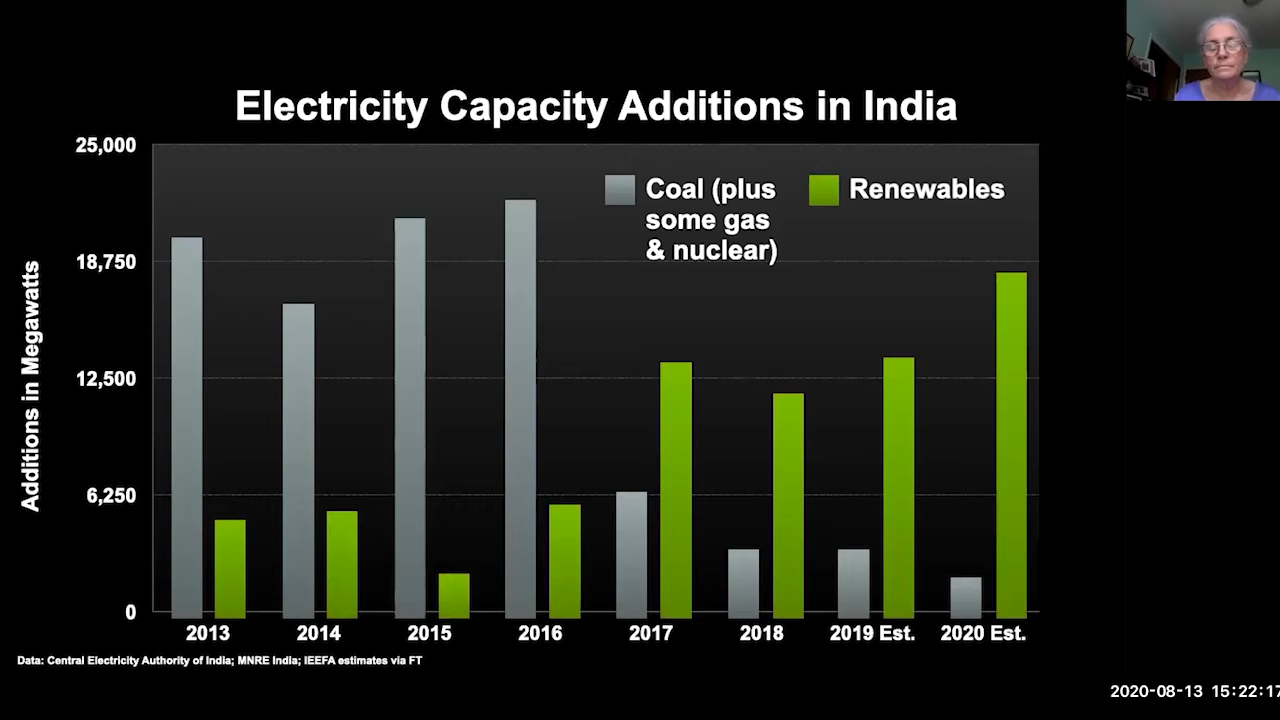 Electricity Capacity Additions in India
25,000
18,750
12,500
6,250
0
Additions in Megawatts
Coal (plus
some gas
& nuclear)
Renewables
2013
2014
2015
2016
2017
2018
2019 Est.
2020 Est.
Data: Central Electricity Authority of India; MNRE India; IEEFA estimates via FT
2020-08-13 15:22:17